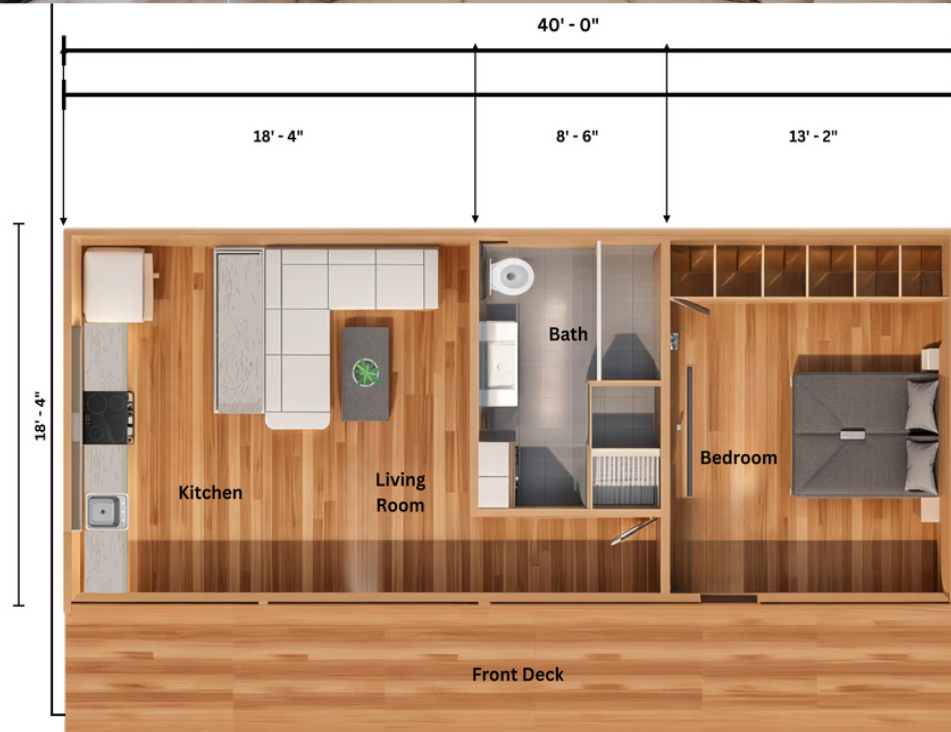 40' - 0"
18' - 4"
8' - 6"
13' - 2"
18' - 4"
Bath
Bedroom
Kitchen
Living
Room
Front Deck